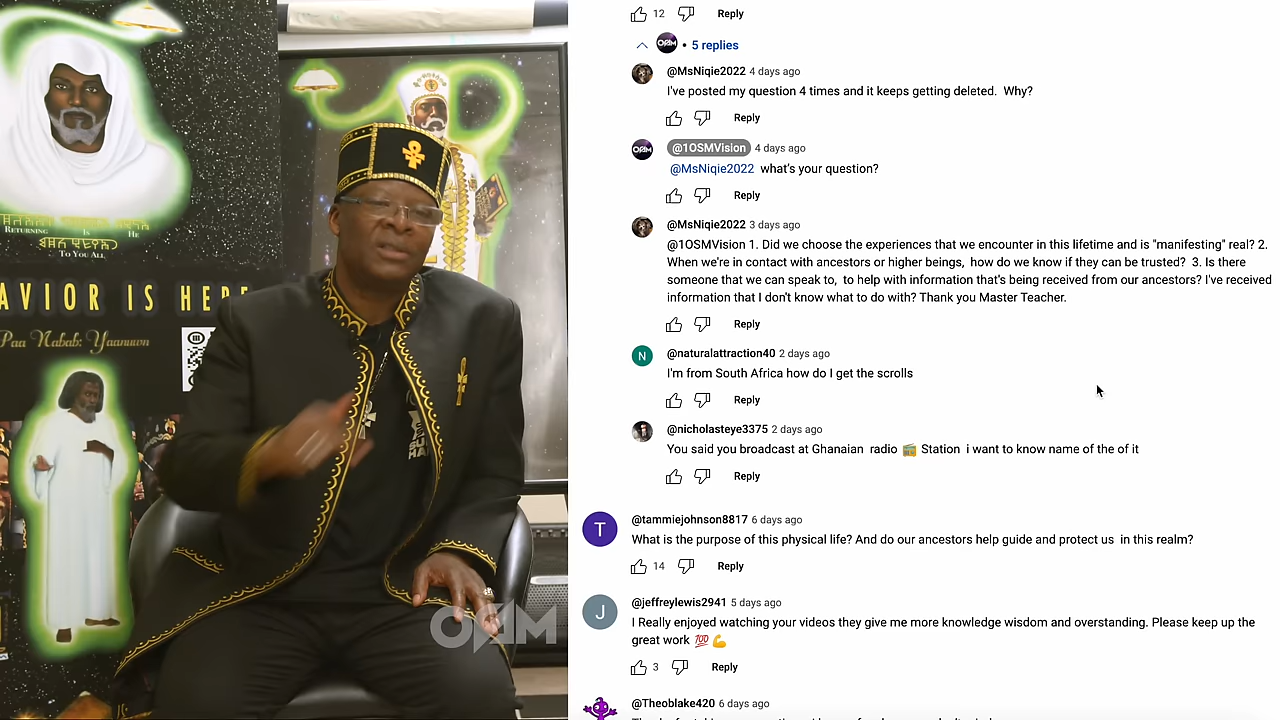 RETURNING IS HE
TO YOU ALL
AVIOR IS HERE
Paa Nabab: Yaanuwn
OSM
12
Reply
OSM
• 5 replies
@MsNiqie2022 4 days ago
I've posted my question 4 times and it keeps getting deleted. Why?
Reply
OSM
@1OSMVision 4 days ago
@MsNiqie2022 what's your question?
Reply
@MsNiqie2022 3 days ago
@1OSMVision 1. Did we choose the experiences that we encounter in this lifetime and is "manifesting" real? 2.
When we're in contact with ancestors or higher beings, how do we know if they can be trusted? 3. Is there
someone that we can speak to, to help with information that's being received from our ancestors? I've received
information that I don't know what to do with? Thank you Master Teacher.
Reply
N
@naturalattraction40 2 days ago
I'm from South Africa how do I get the scrolls
Reply
@nicholasteye3375 2 days ago
You said you broadcast at Ghanaian radio 📻 Station i want to know name of the of it
Reply
T
@tammiejohnson8817 6 days ago
What is the purpose of this physical life? And do our ancestors help guide and protect us in this realm?
14
Reply
J
@jeffreylewis2941 5 days ago
I Really enjoyed watching your videos they give me more knowledge wisdom and overstanding. Please keep up the
great work 💯 💪
3
Reply
@Theoblake420 6 days ago